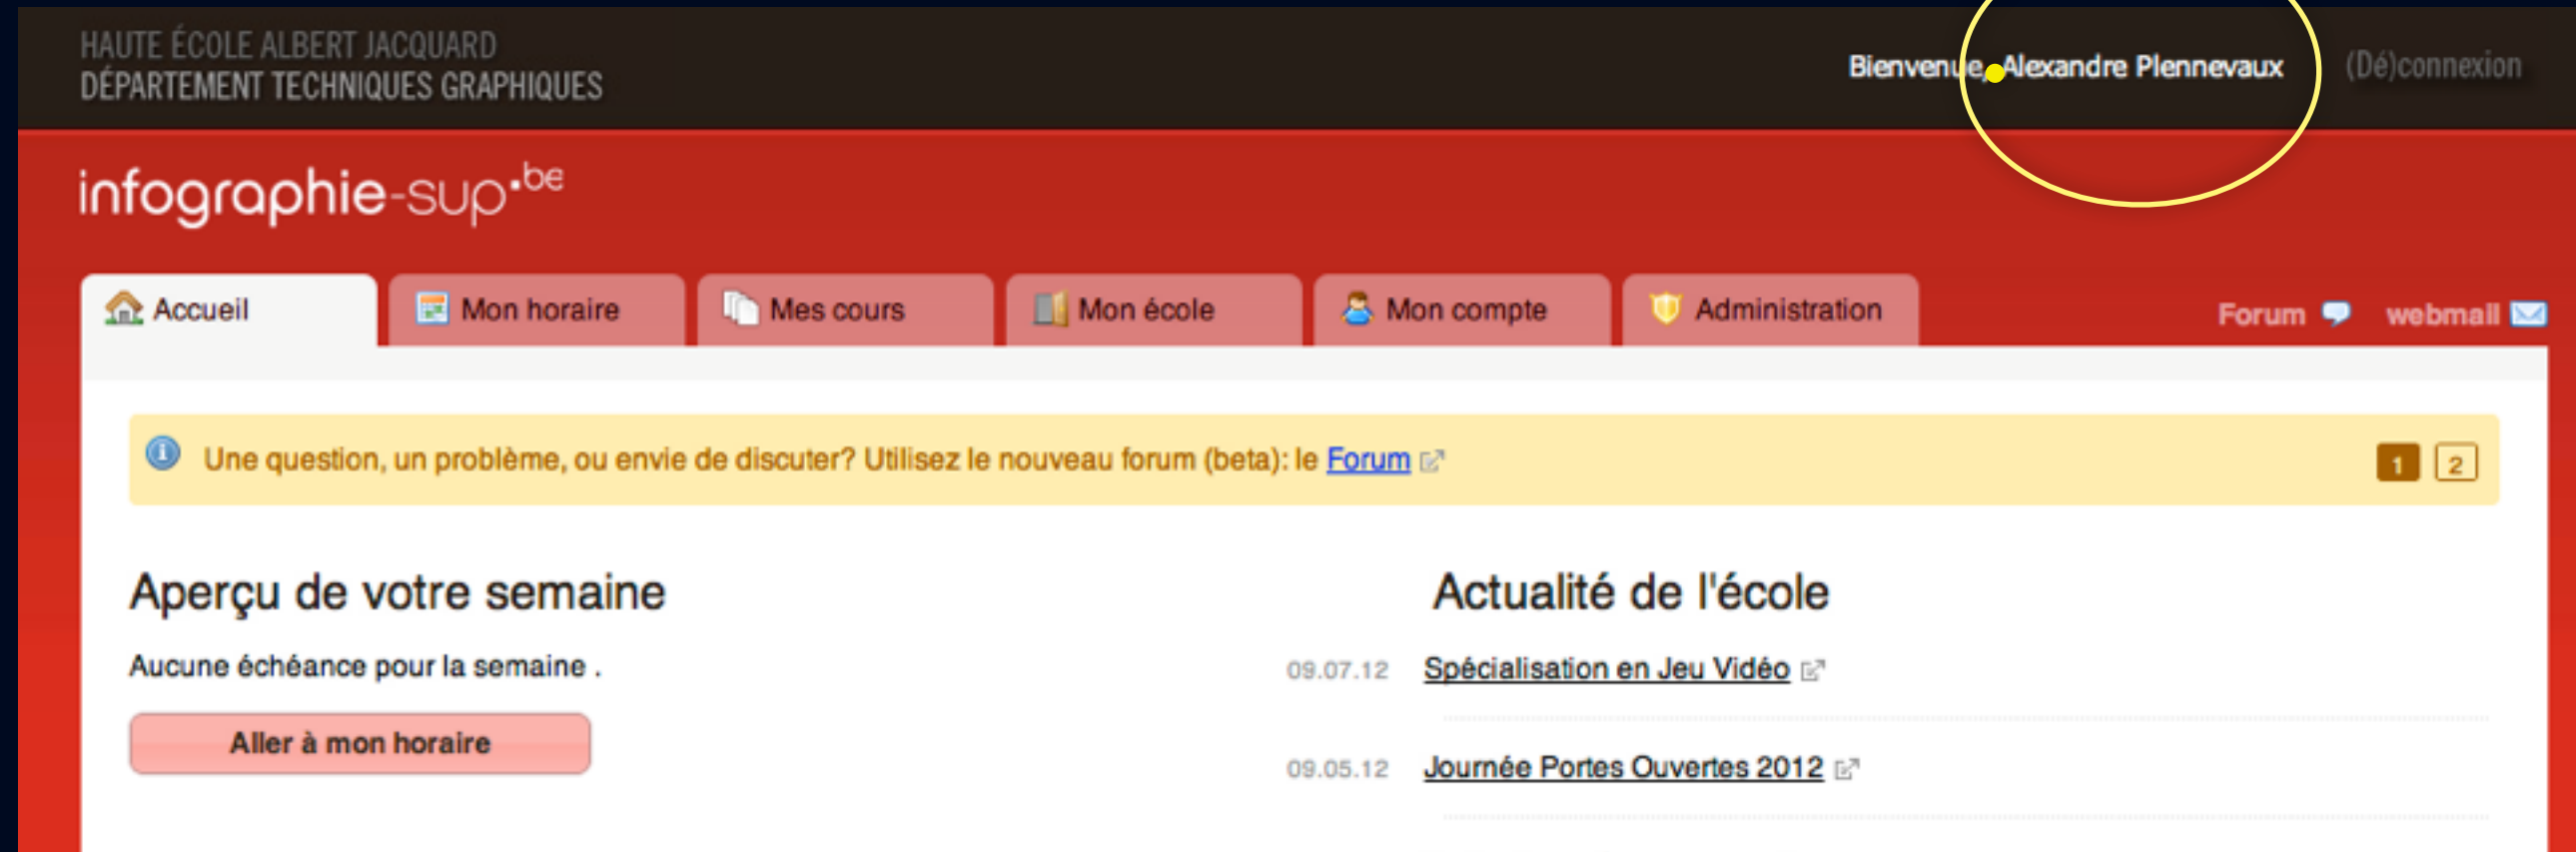 HAUTE ÉCOLE ALBERT JACQUARD
DÉPARTEMENT TECHNIQUES GRAPHIQUES
Bienvenue, Alexandre Plennevaux
(Dé)connexion
infographie-sup.be
Accueil
Mon horaire
Mes cours
Mon école
Mon compte
Administration
Forum
webmail
Une question, un problème, ou envie de discuter? Utilisez le nouveau forum (beta): le Forum
1 2
Aperçu de votre semaine
Aucune échéance pour la semaine .
Aller à mon horaire
Actualité de l'école
09.07.12 Spécialisation en Jeu Vidéo
09.05.12 Journée Portes Ouvertes 2012